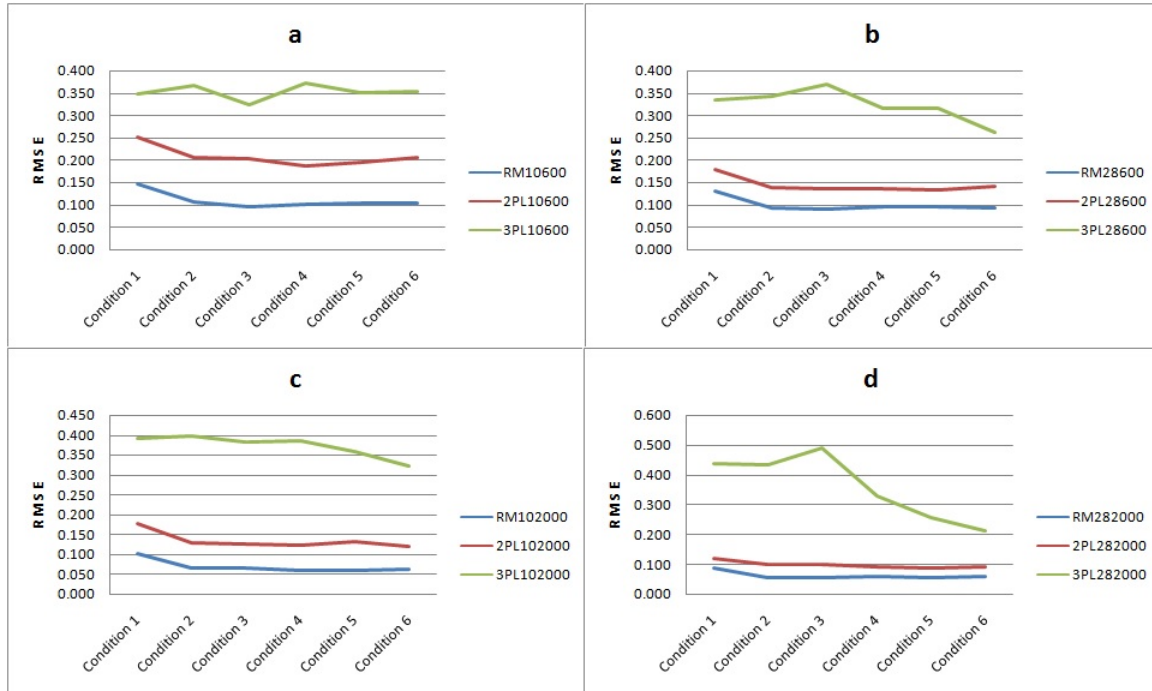 a
RMSE
0.400
0.350
0.300
0.250
0.200
0.150
0.100
0.050
0.000
Condition 1
Condition 2
Condition 3
Condition 4
Condition 5
Condition 6
RM10600
2PL10600
3PL10600
b
RMSE
0.400
0.350
0.300
0.250
0.200
0.150
0.100
0.050
0.000
Condition 1
Condition 2
Condition 3
Condition 4
Condition 5
Condition 6
RM28600
2PL28600
3PL28600
c
RMSE
0.450
0.400
0.350
0.300
0.250
0.200
0.150
0.100
0.050
0.000
Condition 1
Condition 2
Condition 3
Condition 4
Condition 5
Condition 6
RM102000
2PL102000
3PL102000
d
RMSE
0.600
0.500
0.400
0.300
0.200
0.100
0.000
Condition 1
Condition 2
Condition 3
Condition 4
Condition 5
Condition 6
RM282000
2PL282000
3PL282000